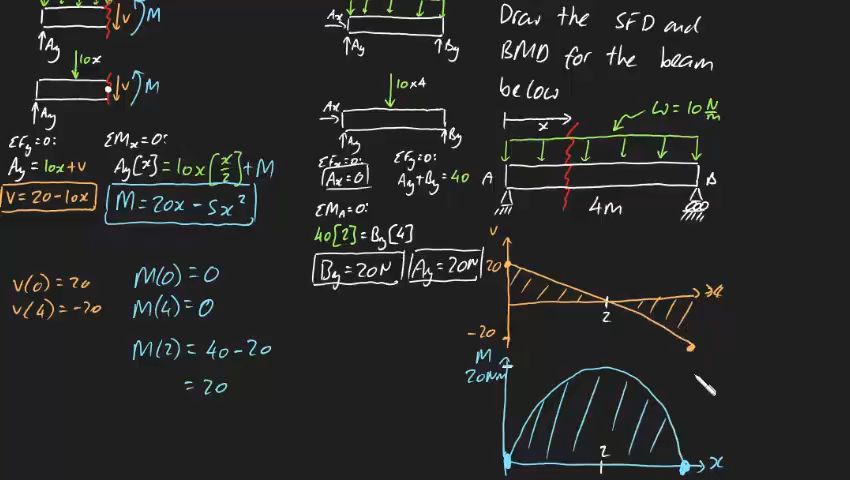 V
M
Ay
10x
V
M
Ay
ΣFy=0:
Ay = 10x+V
V = 20-10x
ΣMx=0:
Ay[x] = 10x[x/2]+M
M = 20x - 5x²
V(0) = 20
V(4) = -20
M(0) = 0
M(4) = 0
M(2) = 40-20
= 20
Ax
Ay
By
10x4
Ax
Ay
By
ΣFx=0:
Ax=0
ΣFy=0:
Ay+By=40
ΣMA=0:
40[2] = By[4]
By = 20N
Ay = 20N
Draw the SFD and
BMD for the beam
below
ω = 10 N/m
x
A
B
4M
V
20
2
-20
M
20Nm
2
x